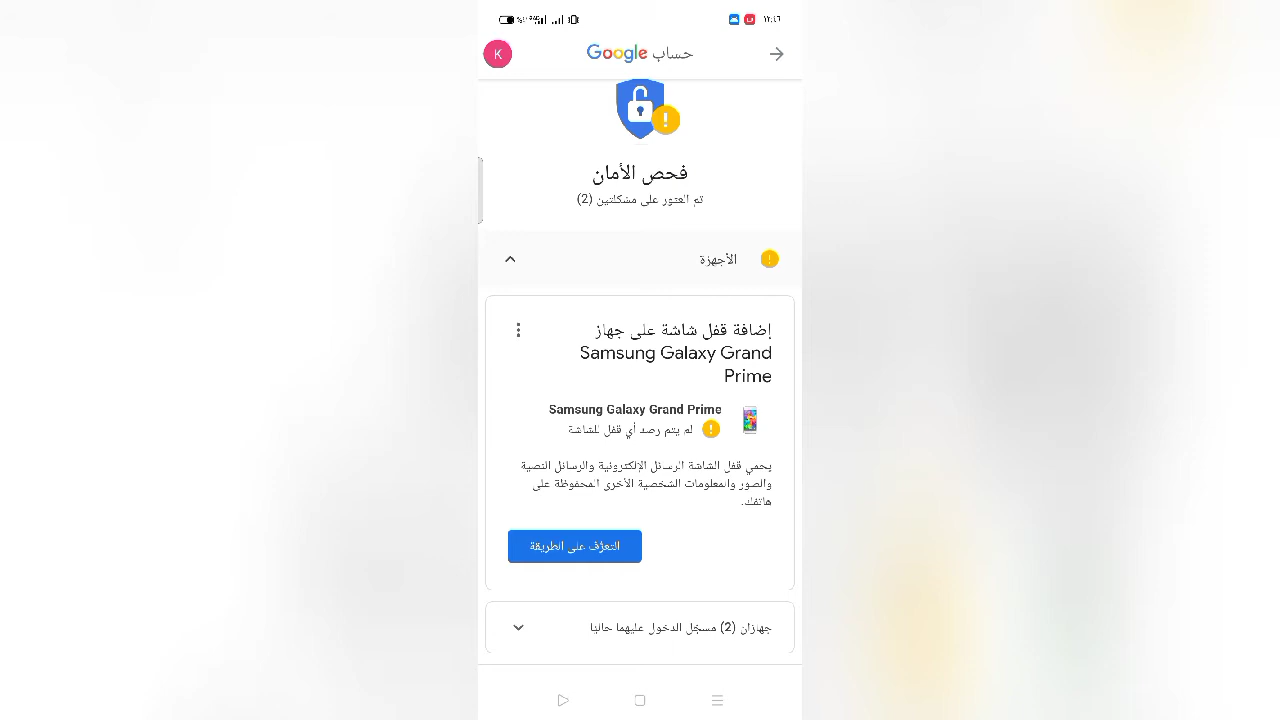 ١٢:٤٦
حساب Google
K
فحص الأمان
تم العثور على مشكلتين (2)
الأجهزة
إضافة قفل شاشة على جهاز
Samsung Galaxy Grand
Prime
Samsung Galaxy Grand Prime
لم يتم رصد أي قفل للشاشة
يحمي قفل الشاشة الرسائل الإلكترونية والرسائل النصية
والصور والمعلومات الشخصية الأخرى المحفوظة على
هاتفك.
التعرُّف على الطريقة
جهازان (2) مسجّل الدخول عليهما حاليًا